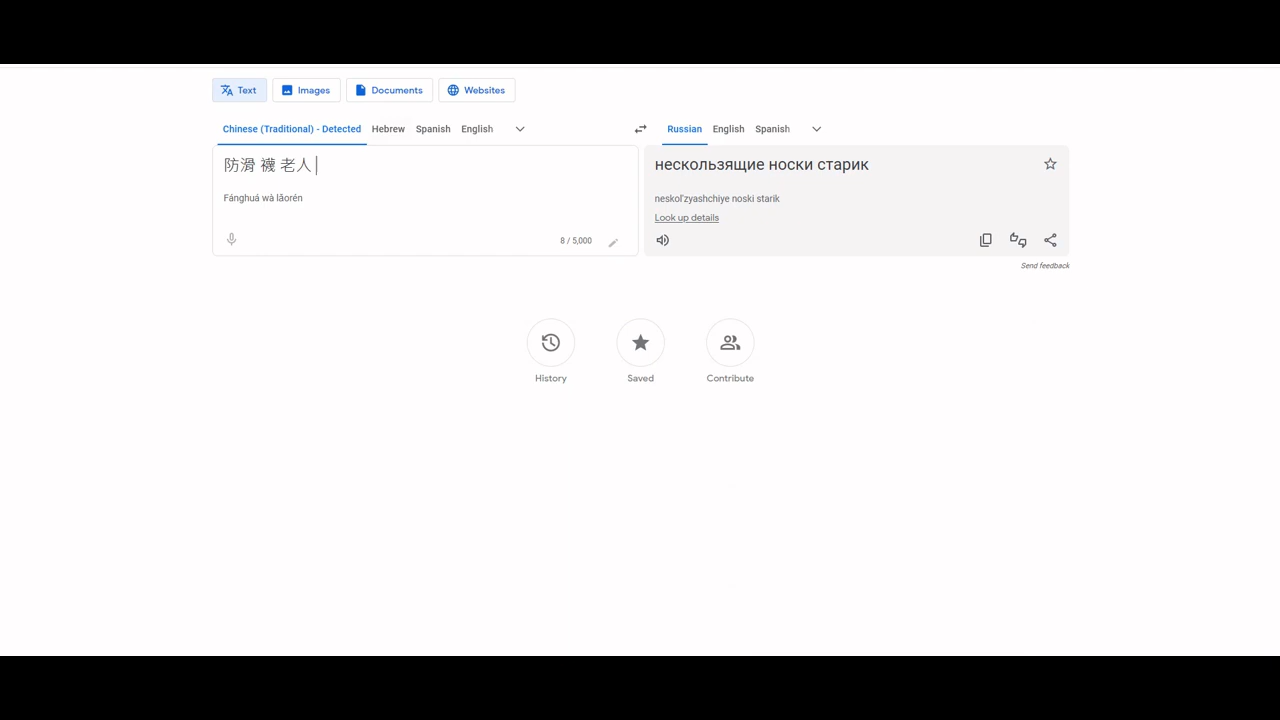 Text Images Documents Websites
Chinese (Traditional) - Detected Hebrew Spanish English Russian English Spanish
防滑 襪 老人
Fánghuá wà lǎorén
8 / 5,000
нескользящие носки старик
neskol'zyashchiye noski starik
Look up details
Send feedback
History Saved Contribute